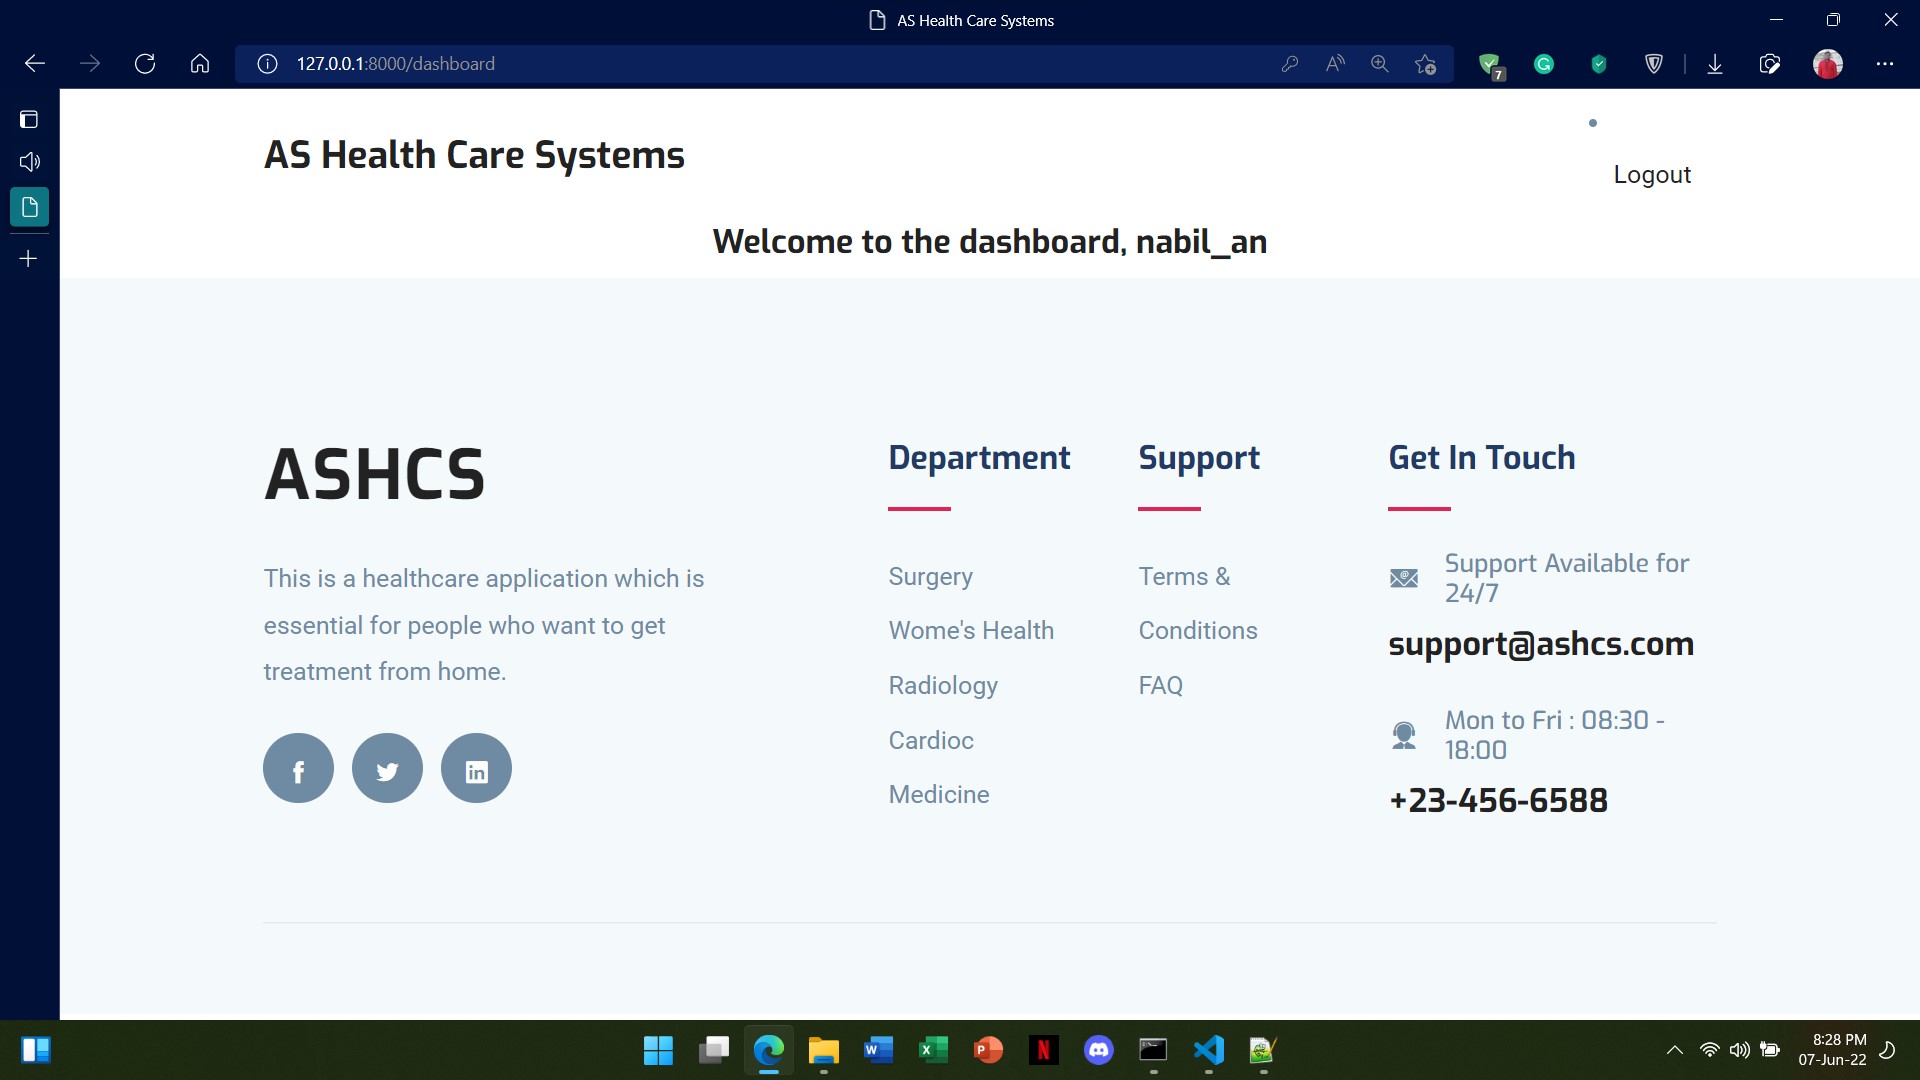 AS Health Care Systems
127.0.0.1:8000/dashboard
7
AS Health Care Systems
Logout
Welcome to the dashboard, nabil_an
ASHCS
This is a healthcare application which is
essential for people who want to get
treatment from home.
Department
Surgery
Wome's Health
Radiology
Cardioc
Medicine
Support
Terms &
Conditions
FAQ
Get In Touch
Support Available for
24/7
support@ashcs.com
Mon to Fri : 08:30 -
18:00
+23-456-6588
8:28 PM
07-Jun-22